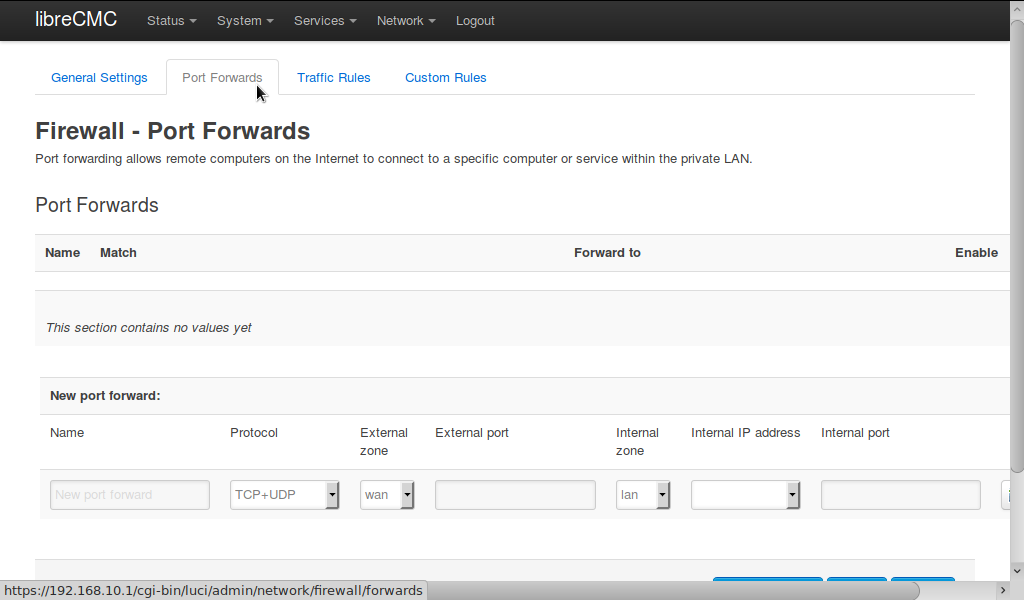 libreCMC Status System Services Network Logout
General Settings Port Forwards Traffic Rules Custom Rules
Firewall - Port Forwards
Port forwarding allows remote computers on the Internet to connect to a specific computer or service within the private LAN.
Port Forwards
Name Match Forward to Enable
This section contains no values yet
New port forward:
Name Protocol External zone External port Internal zone Internal IP address Internal port
New port forward TCP+UDP wan lan
https://192.168.10.1/cgi-bin/luci/admin/network/firewall/forwards